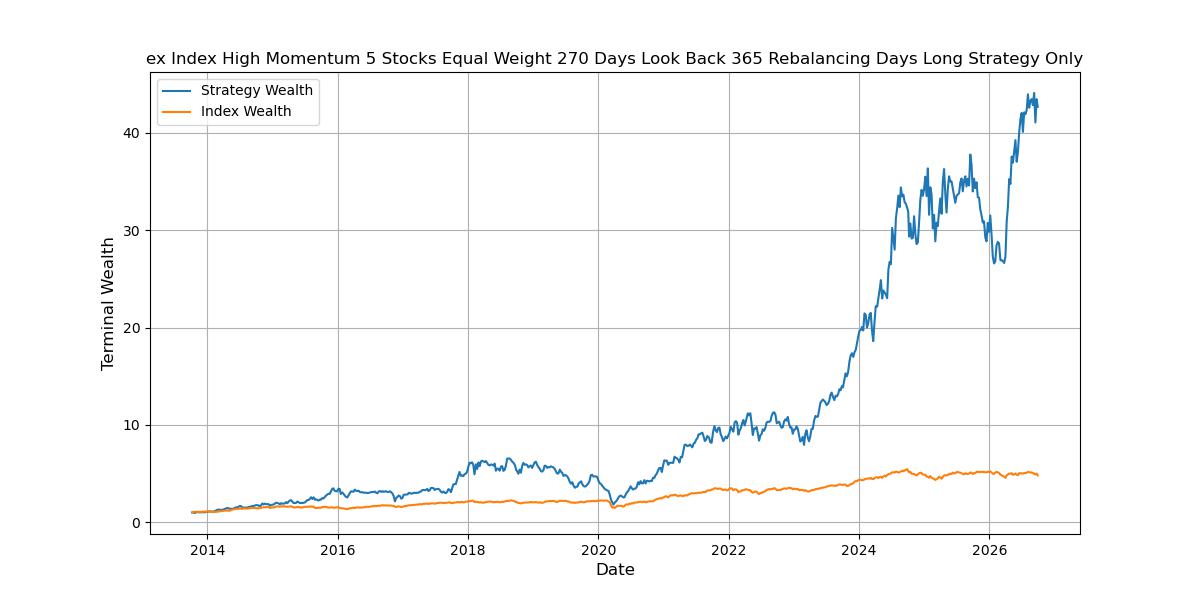 ex Index High Momentum 5 Stocks Equal Weight 270 Days Look Back 365 Rebalancing Days Long Strategy Only
Strategy Wealth
Index Wealth
Terminal Wealth
40
30
20
10
0
2014 2016 2018 2020 2022 2024 2026
Date